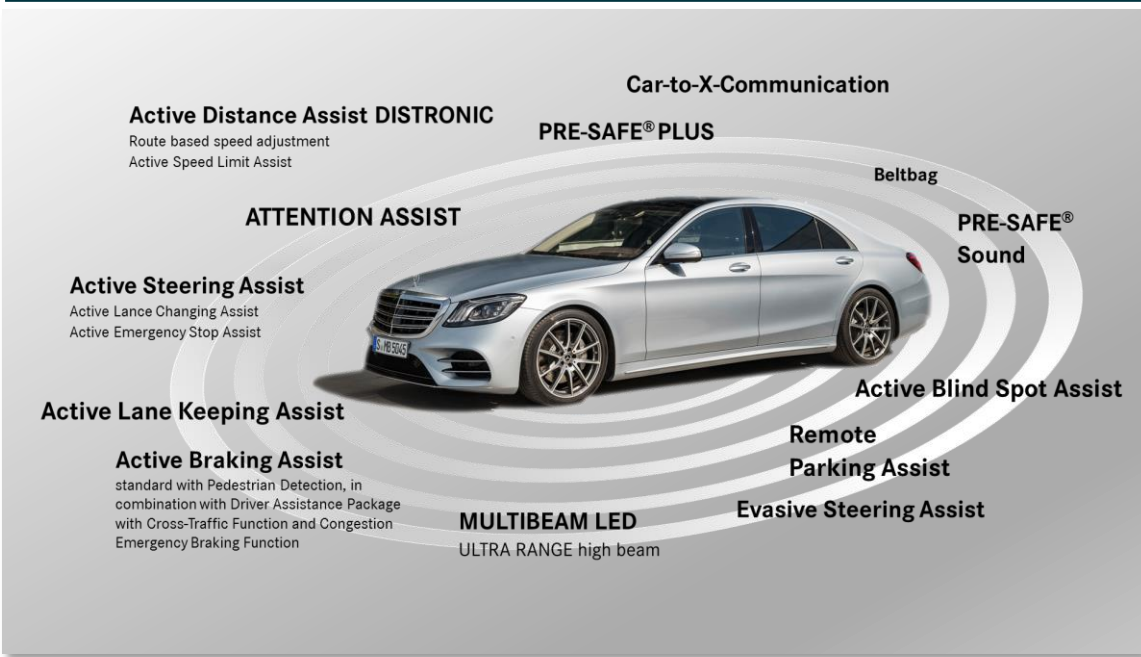 Car-to-X-Communication
Active Distance Assist DISTRONIC
Route based speed adjustment
Active Speed Limit Assist
PRE-SAFE® PLUS
Beltbag
ATTENTION ASSIST
PRE-SAFE®
Sound
Active Steering Assist
Active Lance Changing Assist
Active Emergency Stop Assist
S MB 5045
Active Blind Spot Assist
Active Lane Keeping Assist
Remote
Parking Assist
Active Braking Assist
standard with Pedestrian Detection, in
combination with Driver Assistance Package
with Cross-Traffic Function and Congestion
Emergency Braking Function
Evasive Steering Assist
MULTIBEAM LED
ULTRA RANGE high beam